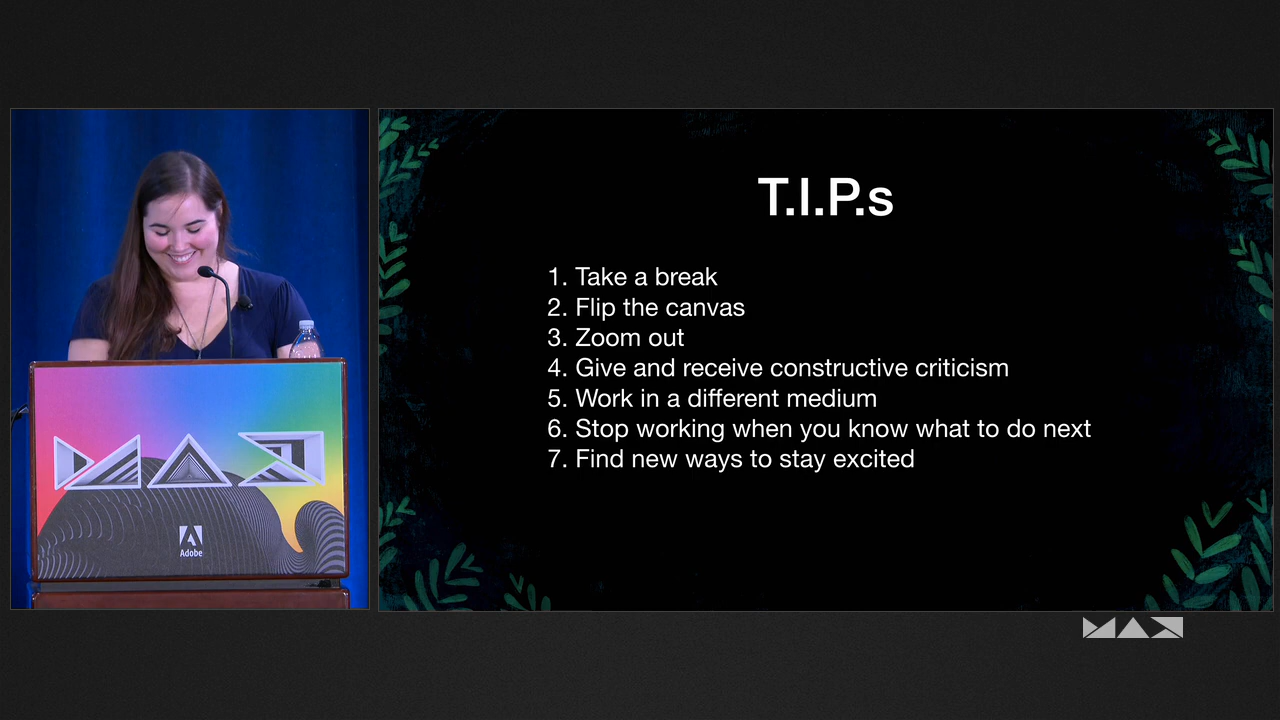 T.I.P.s
1. Take a break
2. Flip the canvas
3. Zoom out
4. Give and receive constructive criticism
5. Work in a different medium
6. Stop working when you know what to do next
7. Find new ways to stay excited
MAX
Adobe
MAX